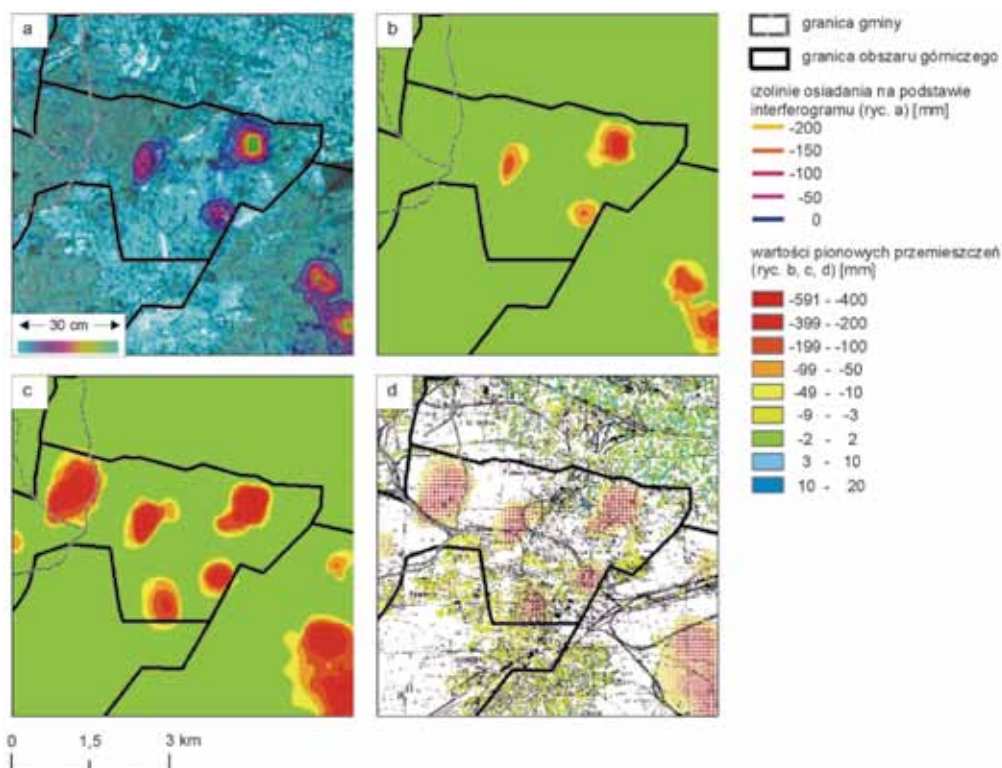 a
b
granica gminy
granica obszaru górniczego
izolinie osiadania na podstawie
interferogramu (ryc. a) [mm]
-200
-150
-100
-50
0
wartości pionowych przemieszczeń
(ryc. b, c, d) [mm]
-591 - -400
-399 - -200
-199 - -100
-99 - -50
-49 - -10
-9 - -3
-2 - 2
3 - 10
10 - 20
30 cm
c
d
0 1,5 3 km